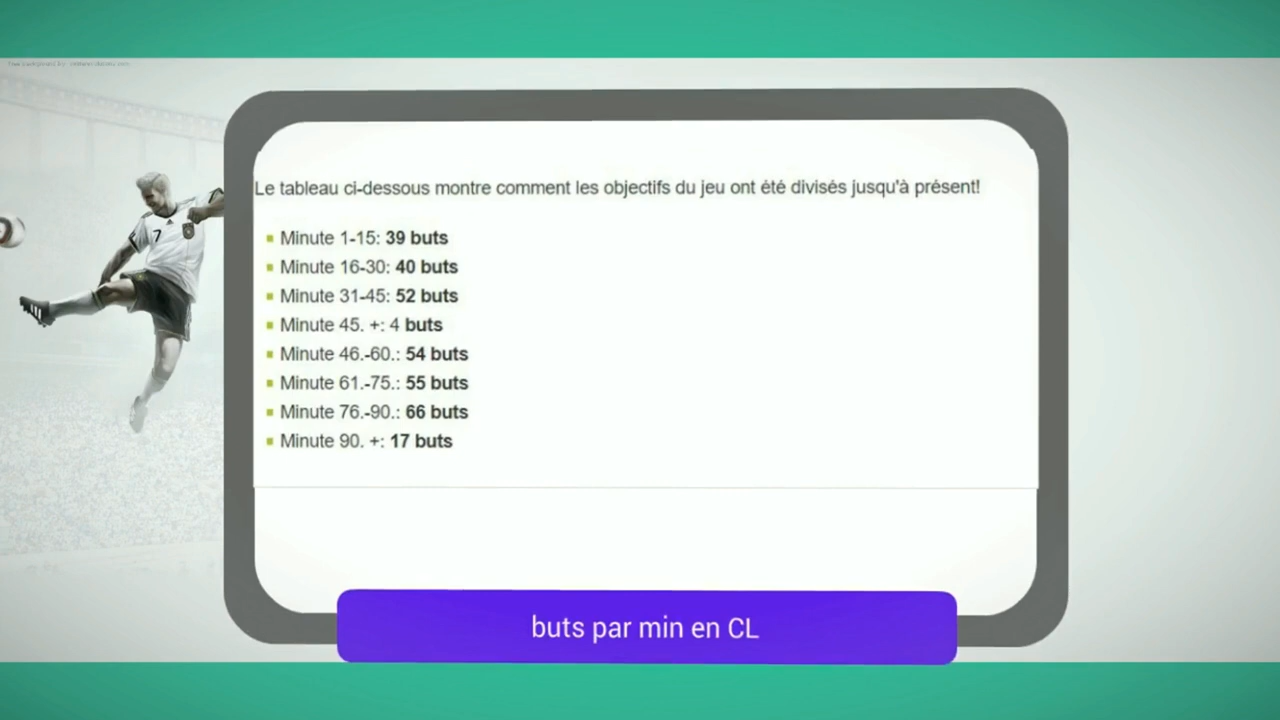 Le tableau ci-dessous montre comment les objectifs du jeu ont été divisés jusqu'à présent!
Minute 1-15: 39 buts
Minute 16-30: 40 buts
Minute 31-45: 52 buts
Minute 45. +: 4 buts
Minute 46.-60.: 54 buts
Minute 61.-75.: 55 buts
Minute 76.-90.: 66 buts
Minute 90. +: 17 buts
buts par min en CL
7